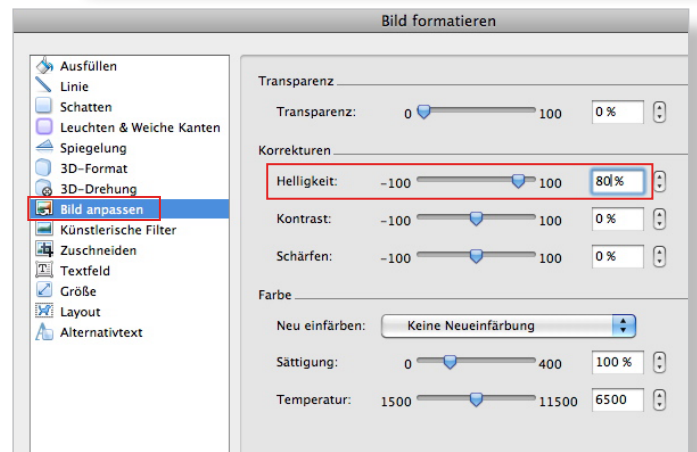 Bild formatieren
Ausfüllen
Linie
Schatten
Leuchten & Weiche Kanten
Spiegelung
3D-Format
3D-Drehung
Bild anpassen
Künstlerische Filter
Zuschneiden
Textfeld
Größe
Layout
Alternativtext
Transparenz
Transparenz: 0 100 0 %
Korrekturen
Helligkeit: -100 100 80 %
Kontrast: -100 100 0 %
Schärfen: -100 100 0 %
Farbe
Neu einfärben: Keine Neueinfärbung
Sättigung: 0 400 100 %
Temperatur: 1500 11500 6500